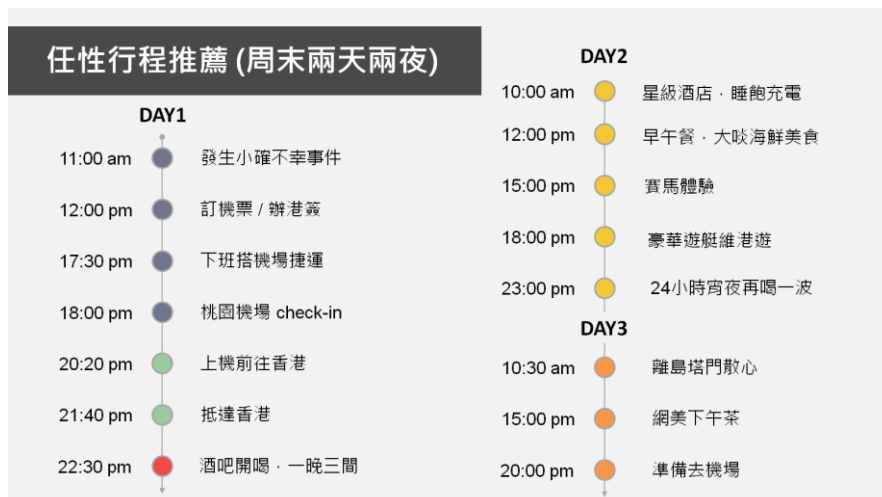 任性行程推薦 (周末兩天兩夜)
DAY1
11:00 am 發生小確不幸事件
12:00 pm 訂機票 / 辦港簽
17:30 pm 下班搭機場捷運
18:00 pm 桃園機場 check-in
20:20 pm 上機前往香港
21:40 pm 抵達香港
22:30 pm 酒吧開喝．一晚三間
DAY2
10:00 am 星級酒店．睡飽充電
12:00 pm 早午餐．大啖海鮮美食
15:00 pm 賽馬體驗
18:00 pm 豪華遊艇維港遊
23:00 pm 24小時宵夜再喝一波
DAY3
10:30 am 離島塔門散心
15:00 pm 網美下午茶
20:00 pm 準備去機場